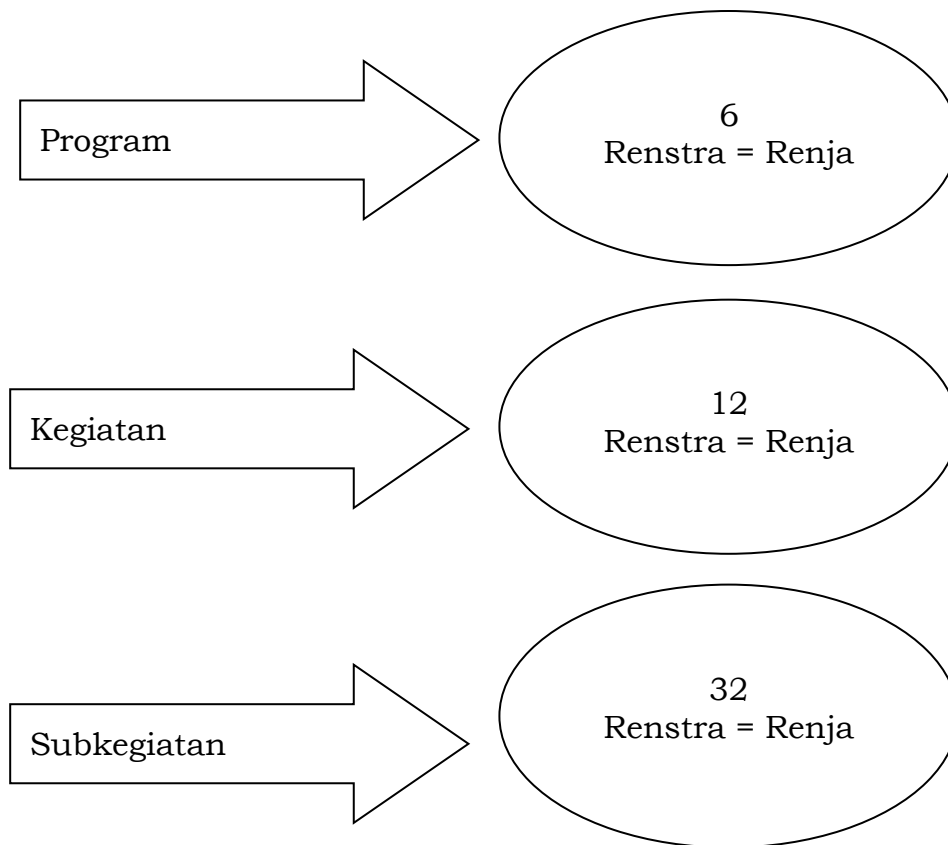 Program
6
Renstra = Renja
Kegiatan
12
Renstra = Renja
Subkegiatan
32
Renstra = Renja